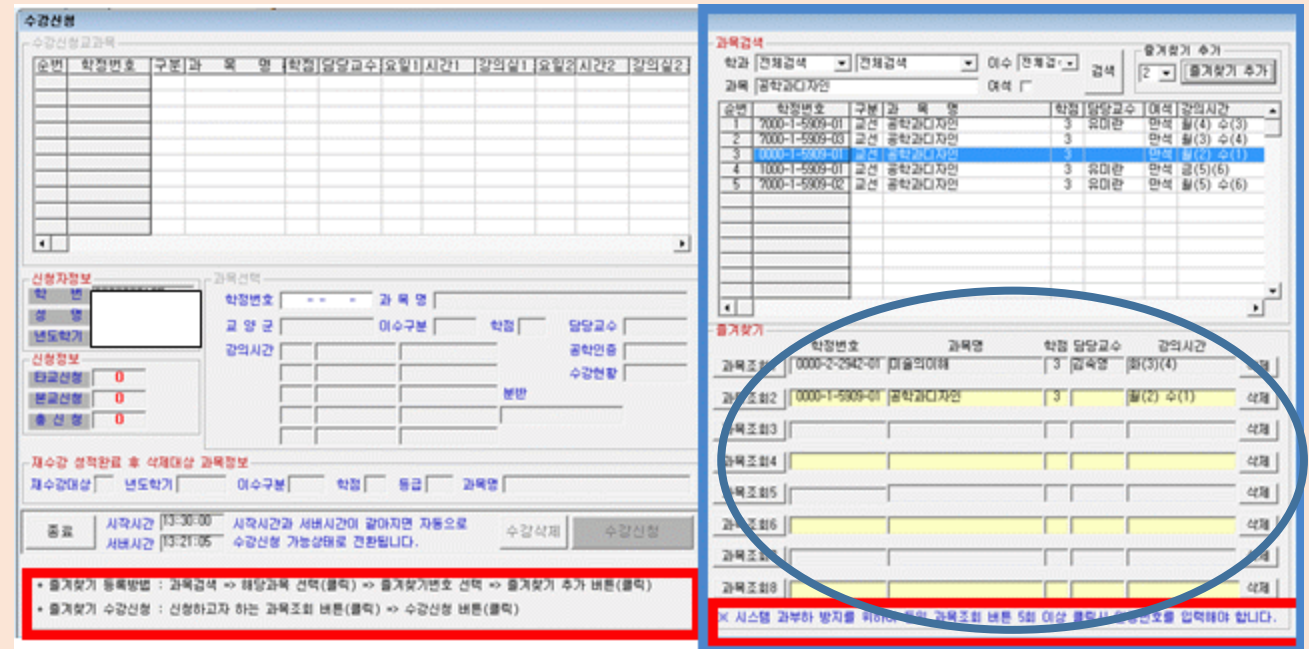 수강신청
수강신청교과목
순번 학정번호 구분 과 목 명 학점 담당교수 요일1 시간1 강의실1 요일2 시간2 강의실2
신청자정보
학 번
성 명
년도학기
신청정보
타교신청 0
본교신청 0
총 신 청 0
과목선택
학정번호 -- - 과 목 명
교 양 군 이수구분 학점 담당교수
강의시간 공학인증
수강현황
분반
재수강 성적완료 후 삭제대상 과목정보
재수강대상 년도학기 이수구분 학점 등급 과목명
종료 시작시간 13:30:00 시작시간과 서버시간이 같아지면 자동으로
서버시간 13:21:05 수강신청 가능상태로 전환됩니다.
수강삭제 수강신청
* 즐겨찾기 등록방법 : 과목검색 => 해당과목 선택(클릭) => 즐겨찾기번호 선택 => 즐겨찾기 추가 버튼(클릭)
* 즐겨찾기 수강신청 : 신청하고자 하는 과목조회 버튼(클릭) => 수강신청 버튼(클릭)
과목검색
학과 전체검색 전체검색 이수 전체검 검색
과목 공학과디자인 여석
즐겨찾기 추가
2 즐겨찾기 추가
순번 학정번호 구분 과 목 명 학점 담당교수 여석 강의시간
1 7000-1-5909-01 교선 공학과디자인 3 유미란 만석 월(4) 수(3)
2 7000-1-5909-03 교선 공학과디자인 3 만석 월(3) 수(4)
3 0000-1-5909-01 교선 공학과디자인 3 만석 월(2) 수(1)
4 1000-1-5909-01 교선 공학과디자인 3 유미란 만석 금(5)(6)
5 7000-1-5909-02 교선 공학과디자인 3 유미란 만석 월(5) 수(6)
즐겨찾기
학정번호 과목명 학점 담당교수 강의시간
과목조회1 0000-2-2942-01 미술의이해 3 김숙영 화(3)(4) 삭제
과목조회2 0000-1-5909-01 공학과디자인 3 월(2) 수(1) 삭제
과목조회3 삭제
과목조회4 삭제
과목조회5 삭제
과목조회6 삭제
과목조회7 삭제
과목조회8 삭제
※ 시스템 과부하 방지를 위하여 동일 과목조회 버튼 5회 이상 클릭시 번호를 입력해야 합니다.